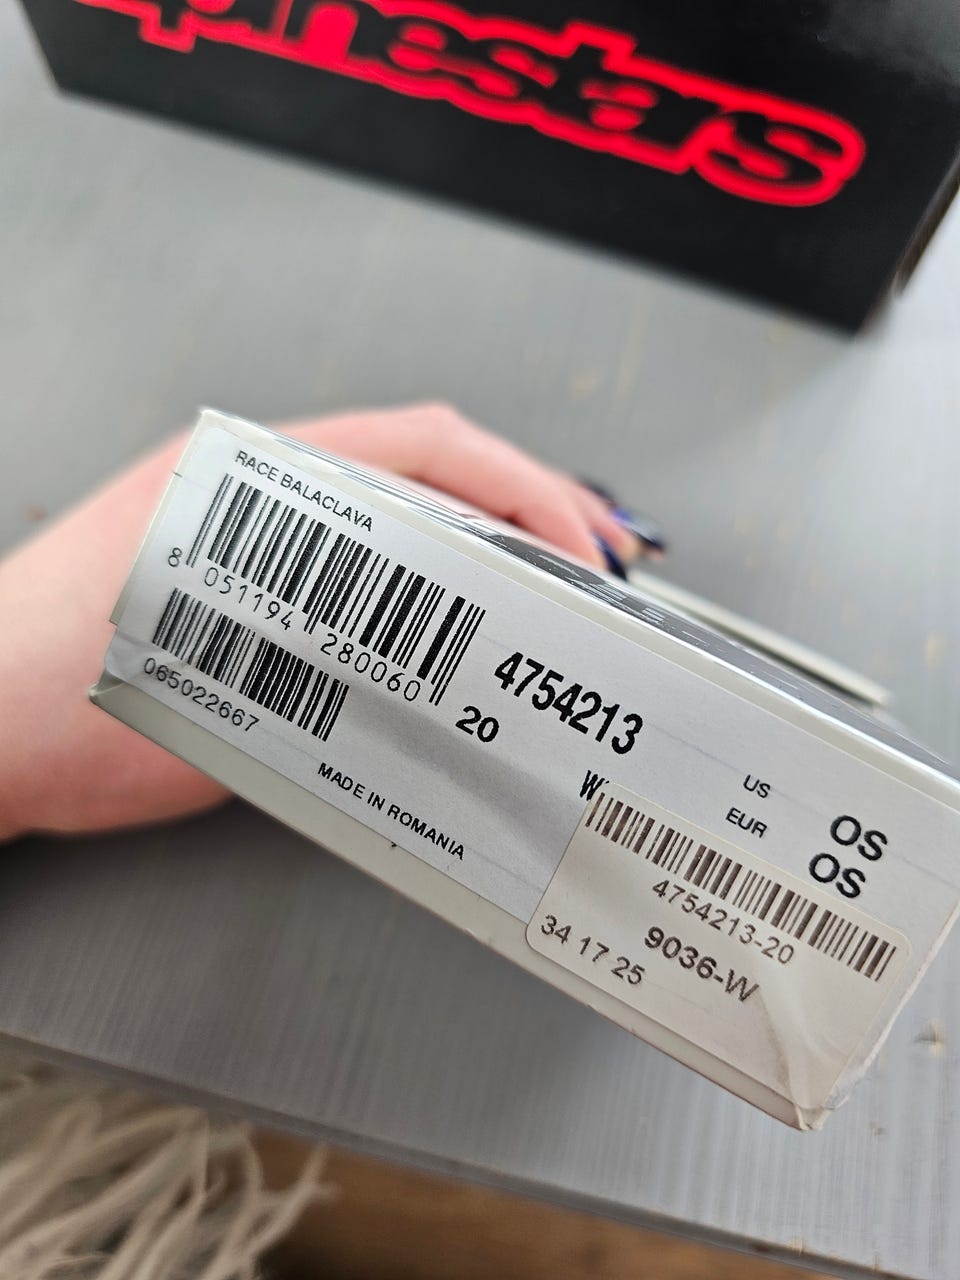 RACE BALACLAVA
8 051194 280060
065022667
20
4754213
MADE IN ROMANIA
US OS
EUR OS
4754213-20
9036-W
34 17 25